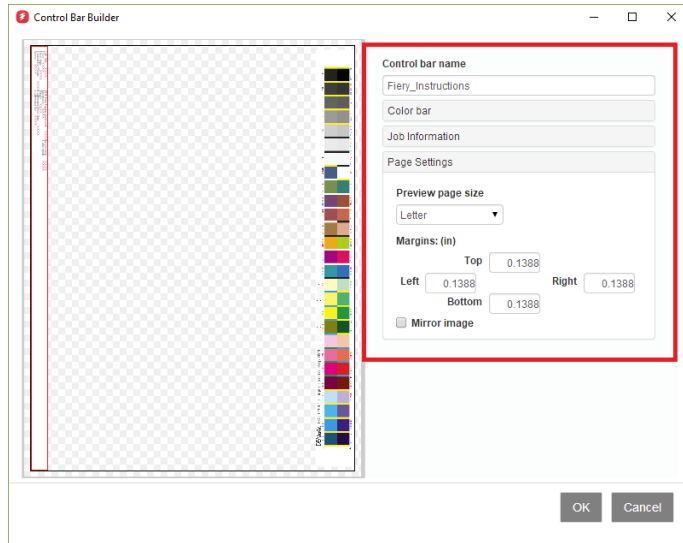 Control Bar Builder
Control bar name
Fiery_Instructions
Color bar
Job Information
Page Settings
Preview page size
Letter
Margins: (in)
Top 0.1388
Left 0.1388 Right 0.1388
Bottom 0.1388
Mirror image
OK Cancel